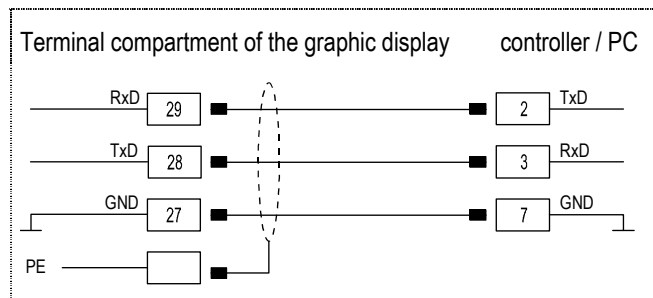 Terminal compartment of the graphic display controller / PC
RxD 29 2 TxD
TxD 28 3 RxD
GND 27 7 GND
PE